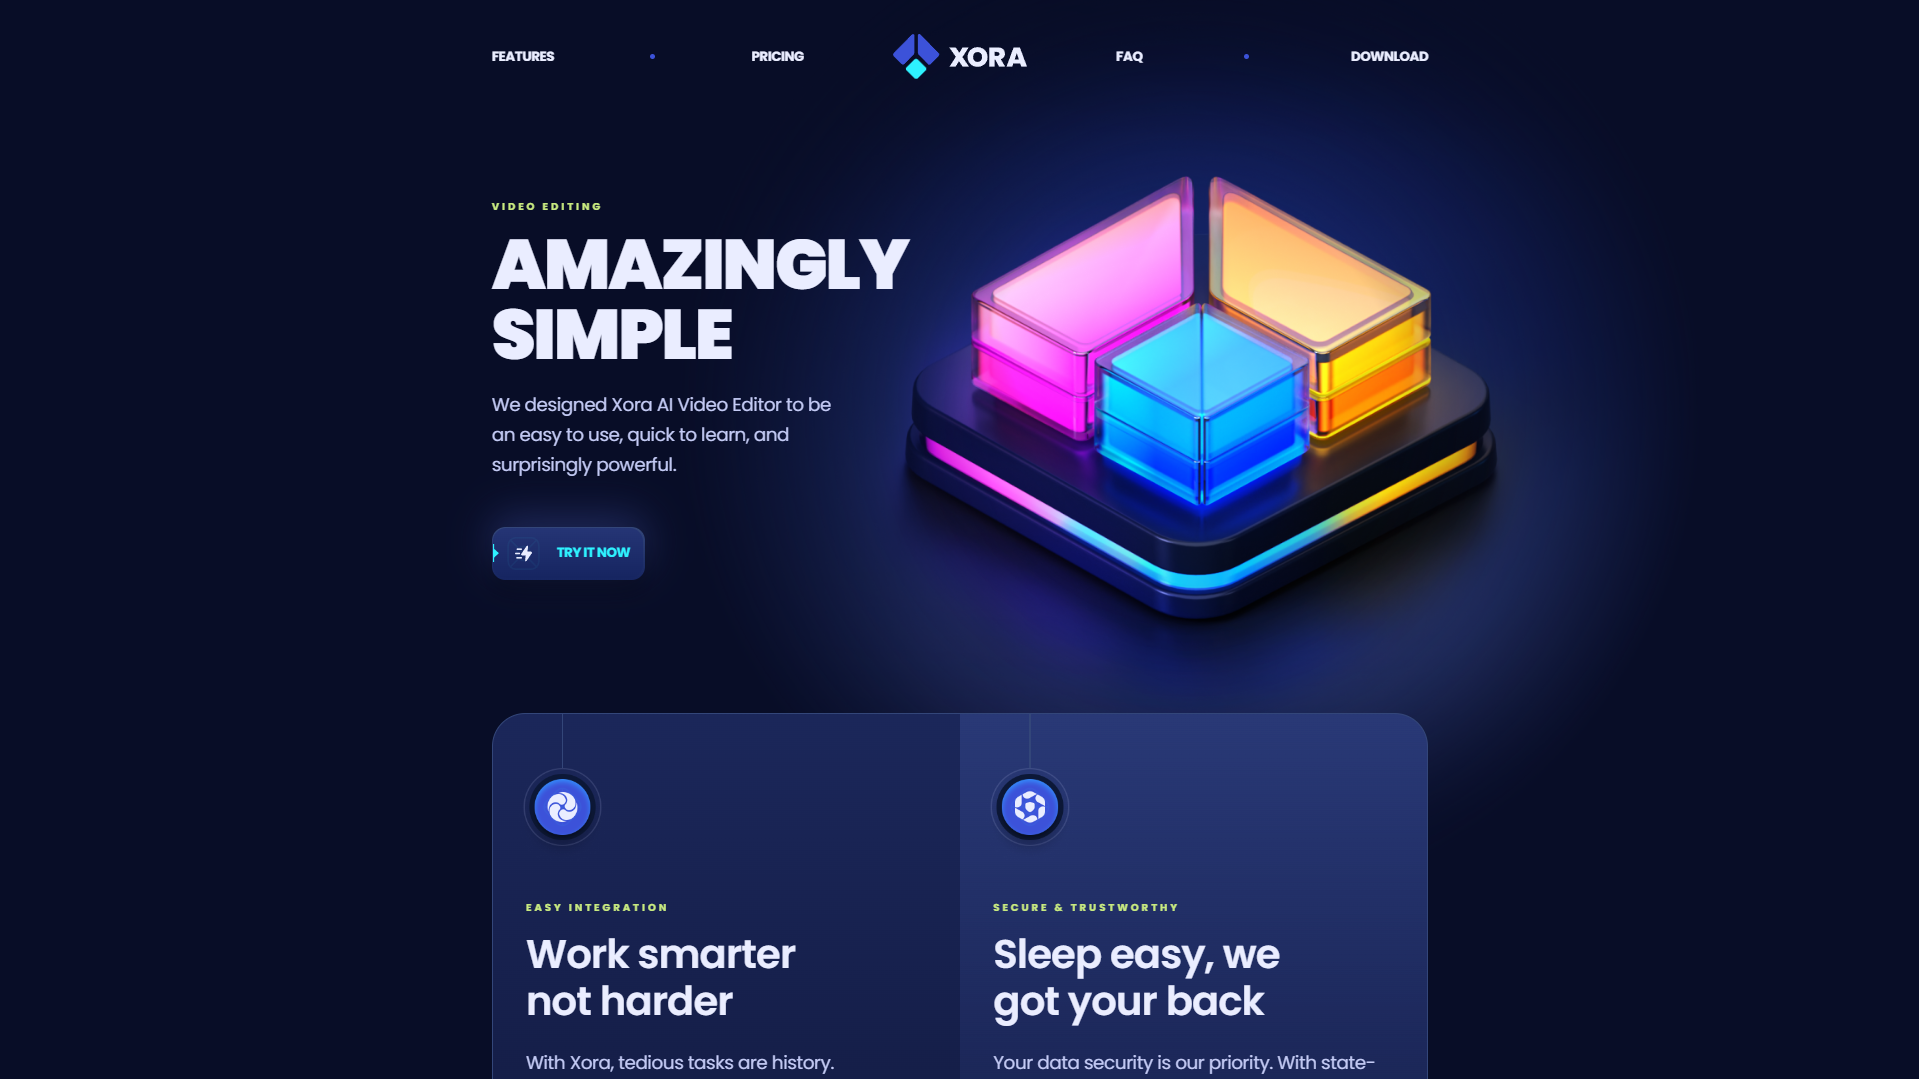 FEATURES
PRICING
XORA
FAQ
DOWNLOAD
VIDEO EDITING
AMAZINGLY
SIMPLE
We designed Xora AI Video Editor to be
an easy to use, quick to learn, and
surprisingly powerful.
TRY IT NOW
EASY INTEGRATION
Work smarter
not harder
With Xora, tedious tasks are history.
SECURE & TRUSTWORTHY
Sleep easy, we
got your back
Your data security is our priority. With state-